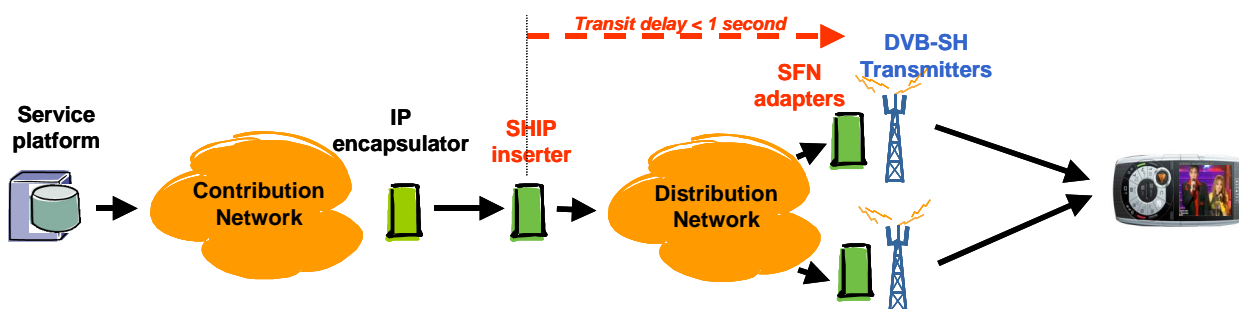 Transit delay < 1 second
DVB-SH
Transmitters
SFN
adapters
Service
platform
IP
encapsulator
SHIP
inserter
Contribution
Network
Distribution
Network